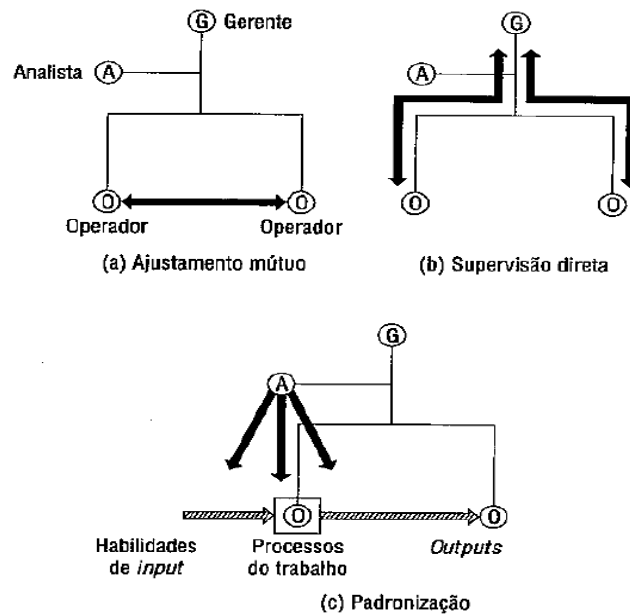 G Gerente
Analista A
O O
Operador Operador
(a) Ajustamento mútuo
G
A
O O
(b) Supervisão direta
G
A
O O
Habilidades Processos Outputs
de input do trabalho
(c) Padronização